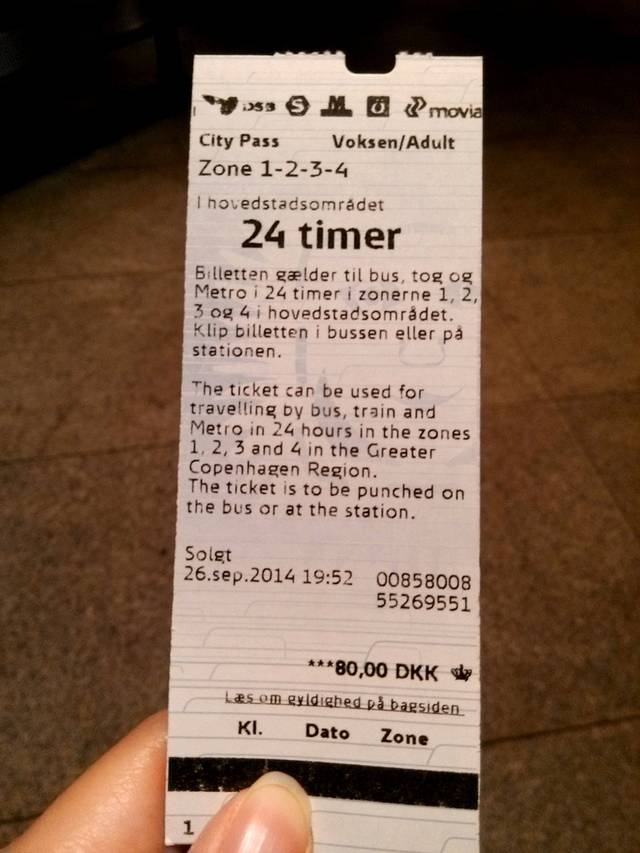 DSB S M Ö movia
City Pass Voksen/Adult
Zone 1-2-3-4
I hovedstadsområdet
24 timer
Billetten gælder til bus, tog og
Metro i 24 timer i zonerne 1, 2,
3 og 4 i hovedstadsområdet.
Klip billetten i bussen eller på
stationen.
The ticket can be used for
travelling by bus, train and
Metro in 24 hours in the zones
1, 2, 3 and 4 in the Greater
Copenhagen Region.
The ticket is to be punched on
the bus or at the station.
Solgt
26.sep.2014 19:52 00858008
55269551
***80,00 DKK
Læs om gyldighed på bagsiden
Kl. Dato Zone
1